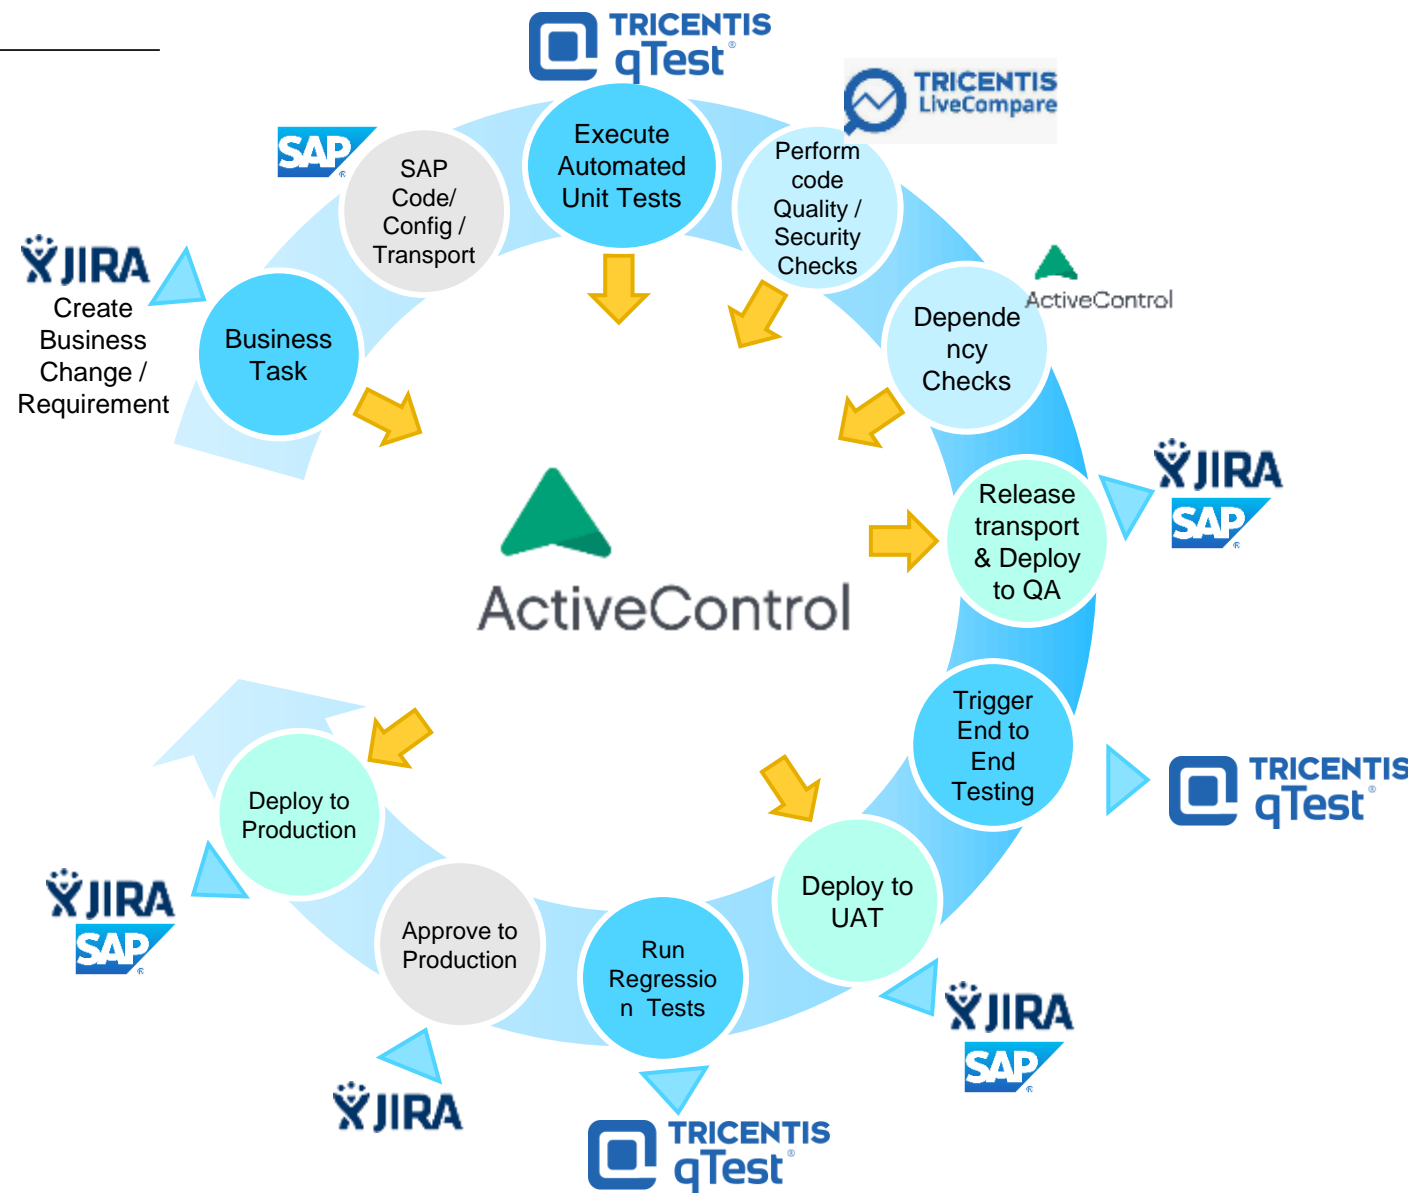 TRICENTIS
qTest®
TRICENTIS
LiveCompare
SAP®
SAP
Code/
Config /
Transport
Execute
Automated
Unit Tests
Perform
code
Quality /
Security
Checks
JIRA
Create
Business
Change /
Requirement
Business
Task
Depende
ncy
Checks
ActiveControl
JIRA
SAP®
Release
transport
& Deploy
to QA
ActiveControl
Trigger
End to
End
Testing
TRICENTIS
qTest®
Deploy to
Production
Deploy to
UAT
JIRA
SAP®
Approve to
Production
Run
Regressio
n  Tests
JIRA
SAP®
JIRA
TRICENTIS
qTest®